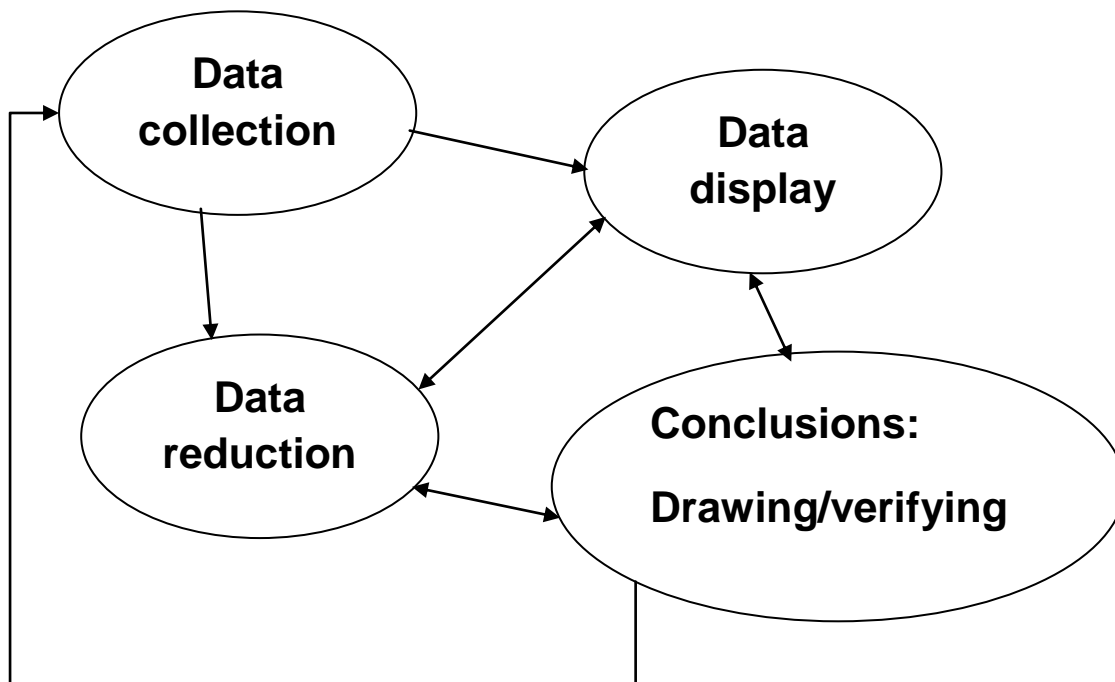 Data
collection
Data
display
Data
reduction
Conclusions:
Drawing/verifying